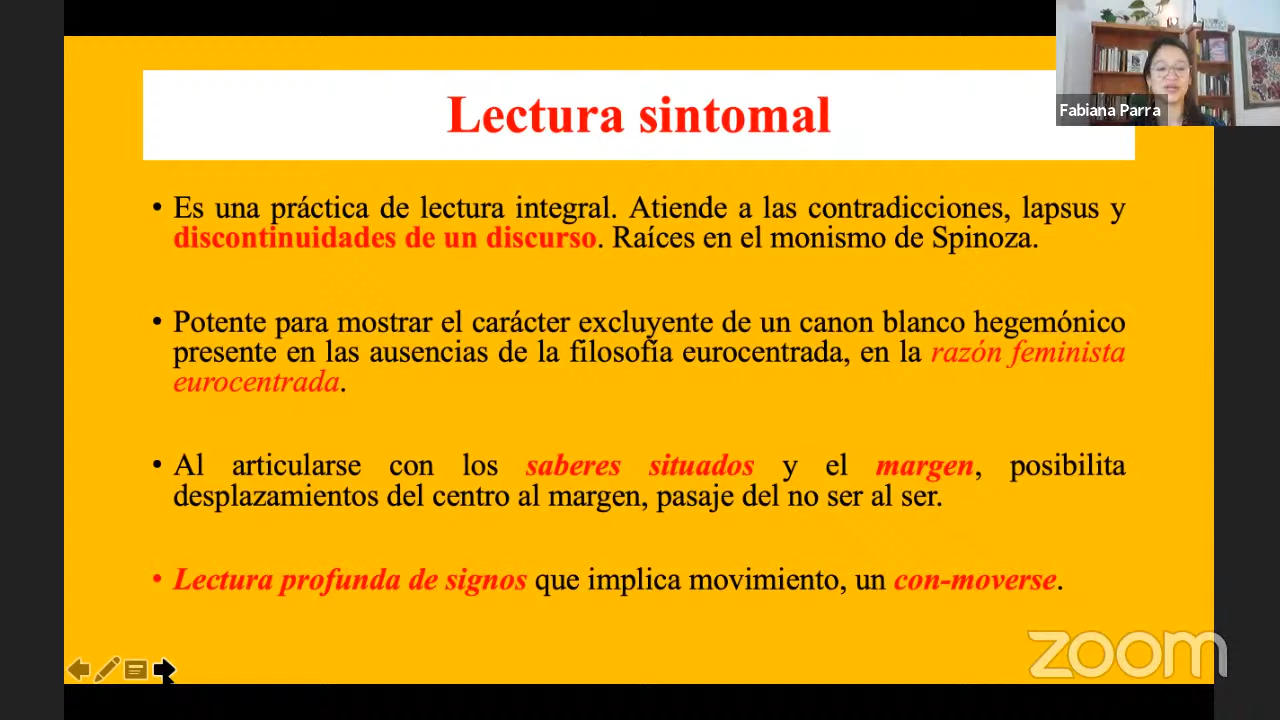 Lectura sintomal
Fabiana Parra
• Es una práctica de lectura integral. Atiende a las contradicciones, lapsus y
discontinuidades de un discurso. Raíces en el monismo de Spinoza.
• Potente para mostrar el carácter excluyente de un canon blanco hegemónico
presente en las ausencias de la filosofía eurocentrada, en la razón feminista
eurocentrada.
• Al articularse con los saberes situados y el margen, posibilita
desplazamientos del centro al margen, pasaje del no ser al ser.
• Lectura profunda de signos que implica movimiento, un con-moverse.
zoom